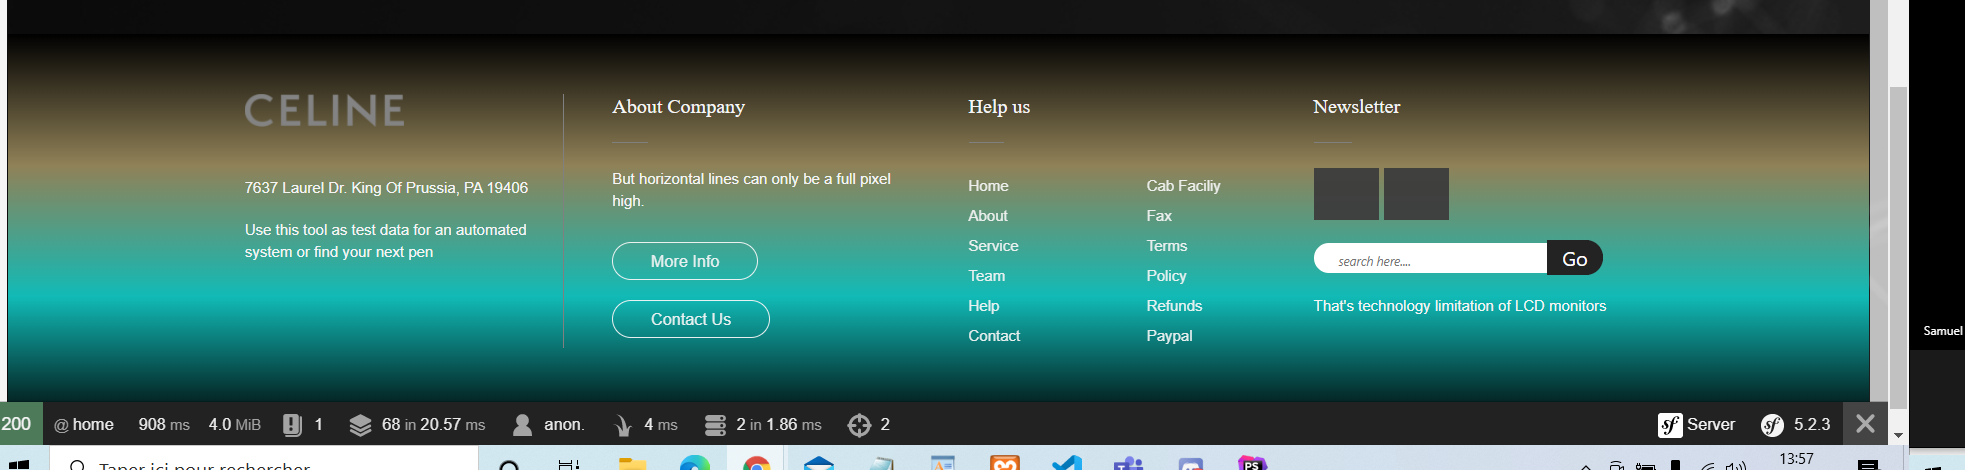 CELINE
7637 Laurel Dr. King Of Prussia, PA 19406
Use this tool as test data for an automated
system or find your next pen
About Company
But horizontal lines can only be a full pixel
high.
More Info
Contact Us
Help us
Home
About
Service
Team
Help
Contact
Cab Faciliy
Fax
Terms
Policy
Refunds
Paypal
Newsletter
search here....
Go
That's technology limitation of LCD monitors
Samuel
200 @ home 908 ms 4.0 MiB 1 68 in 20.57 ms anon. 4 ms 2 in 1.86 ms 2 sf Server sf 5.2.3
Taper ici pour rechercher
PS
13:57